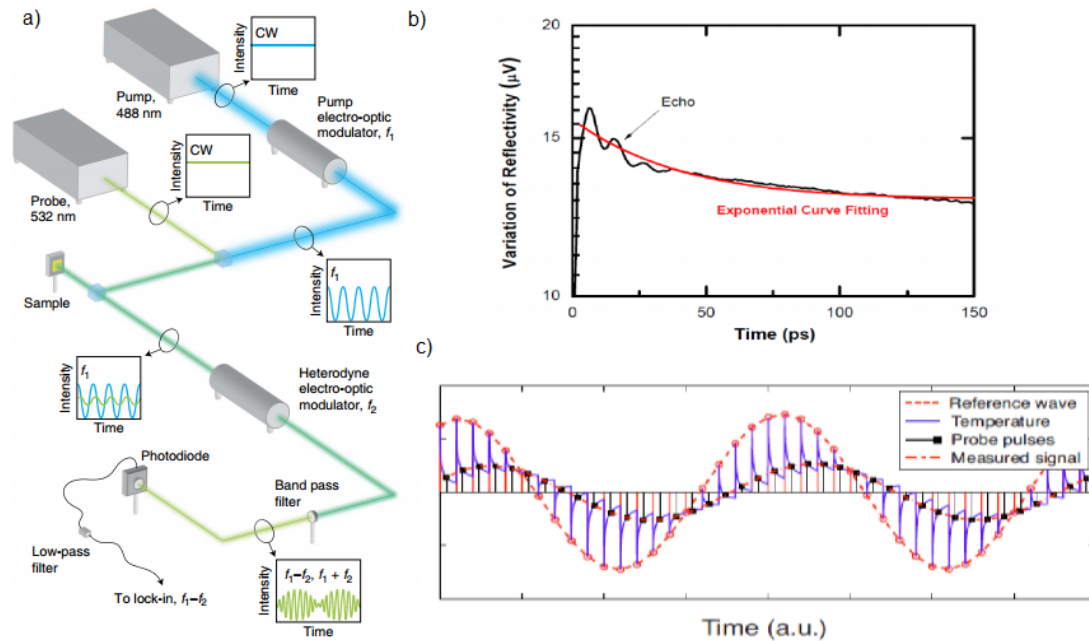 a)
CW
Intensity
Time
Pump,
488 nm
Pump
electro-optic
modulator, f₁
CW
Intensity
Time
Probe,
532 nm
f₁
Intensity
Time
Sample
f₁
Intensity
Time
Heterodyne
electro-optic
modulator, f₂
Photodiode
Band pass
filter
Low-pass
filter
f₁–f₂, f₁ + f₂
Intensity
Time
To lock-in, f₁–f₂
b)
20
15
10
Variation of Reflectivity (μV)
Echo
Exponential Curve Fitting
0
50
100
150
Time (ps)
c)
Reference wave
Temperature
Probe pulses
Measured signal
Time (a.u.)